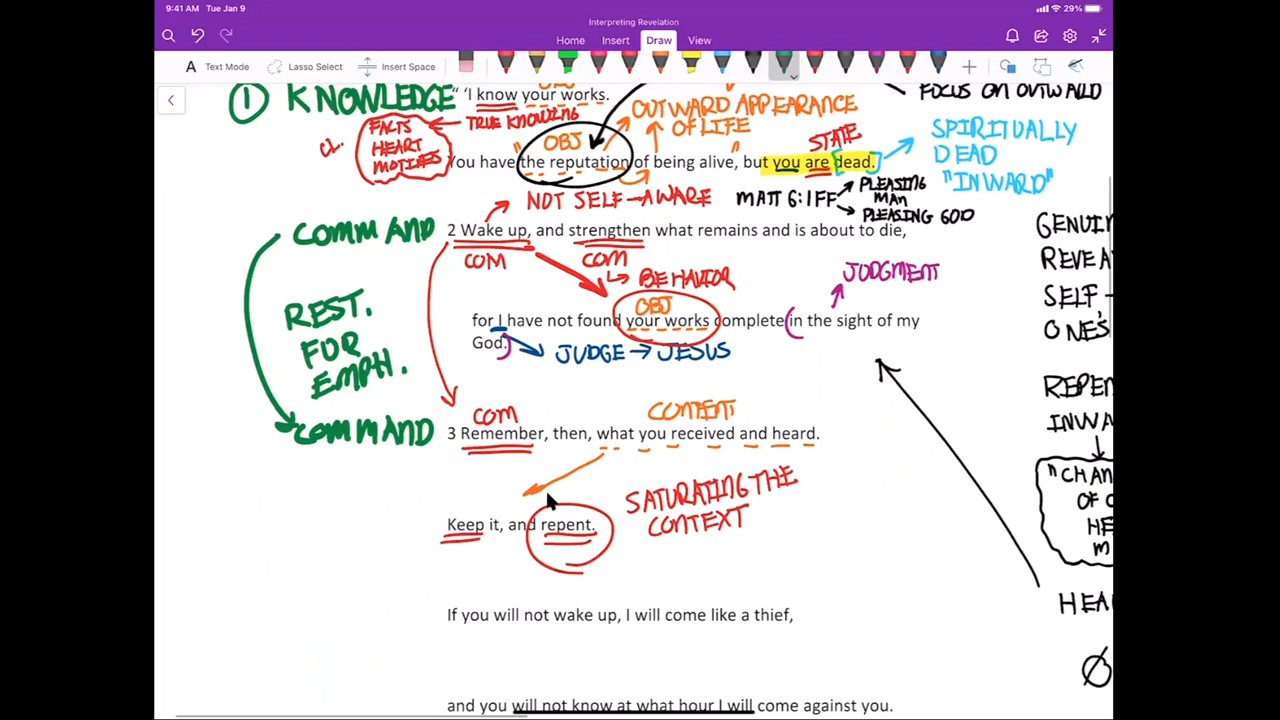 9:41 AM Tue Jan 9
29%
Interpreting Revelation
Home Insert Draw View
Text Mode Lasso Select Insert Space
① KNOWLEDGE
“ ‘I know your works.
FOCUS ON OUTWARD
TRUE KNOWING
CL. FACTS
HEART
MOTIVES
OUTWARD APPEARANCE
OF LIFE
" OBJ "
STATE
SPIRITUALLY
DEAD
"INWARD"
You have the reputation of being alive, but you are [dead.]
NOT SELF-AWARE
MATT 6:1FF
PLEASING
MAN
PLEASING GOD
COMMAND
2 Wake up, and strengthen what remains and is about to die,
COM
COM
BEHAVIOR
JUDGMENT
OBJ
for I have not found your works complete (in the sight of my
God.)
JUDGE → JESUS
REST.
FOR
EMPH.
COMMAND
COM
CONTENT
3 Remember, then, what you received and heard.
SATURATING THE
CONTEXT
Keep it, and repent.
If you will not wake up, I will come like a thief,
and you will not know at what hour I will come against you.
SELF-
ONE'S
"CHAN
OF
Ø